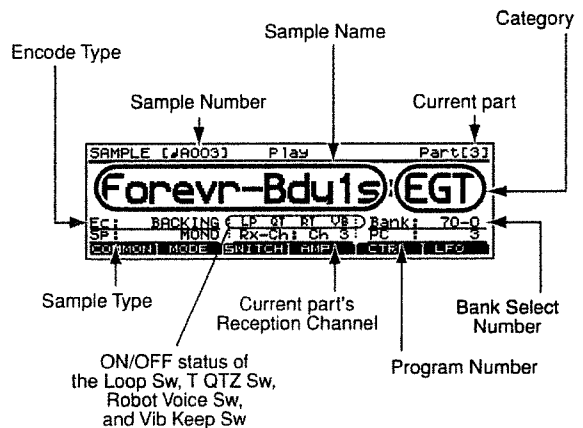 Category
Sample Name
Encode Type
Sample Number
Current part
SAMPLE [♪A003] Play Part[3]
Forevr-Bdy1s:EGT
Ec: BACKING ( LP QT RT VB ) Bank: 70-0
SP: MONO Rx-Ch: Ch 3 PC : 3
COMMON MODE SWITCH AMP CTRL LFO
Sample Type
Current part's
Reception Channel
Bank Select
Number
Program Number
ON/OFF status of
the Loop Sw, T QTZ Sw,
Robot Voice Sw,
and Vib Keep Sw